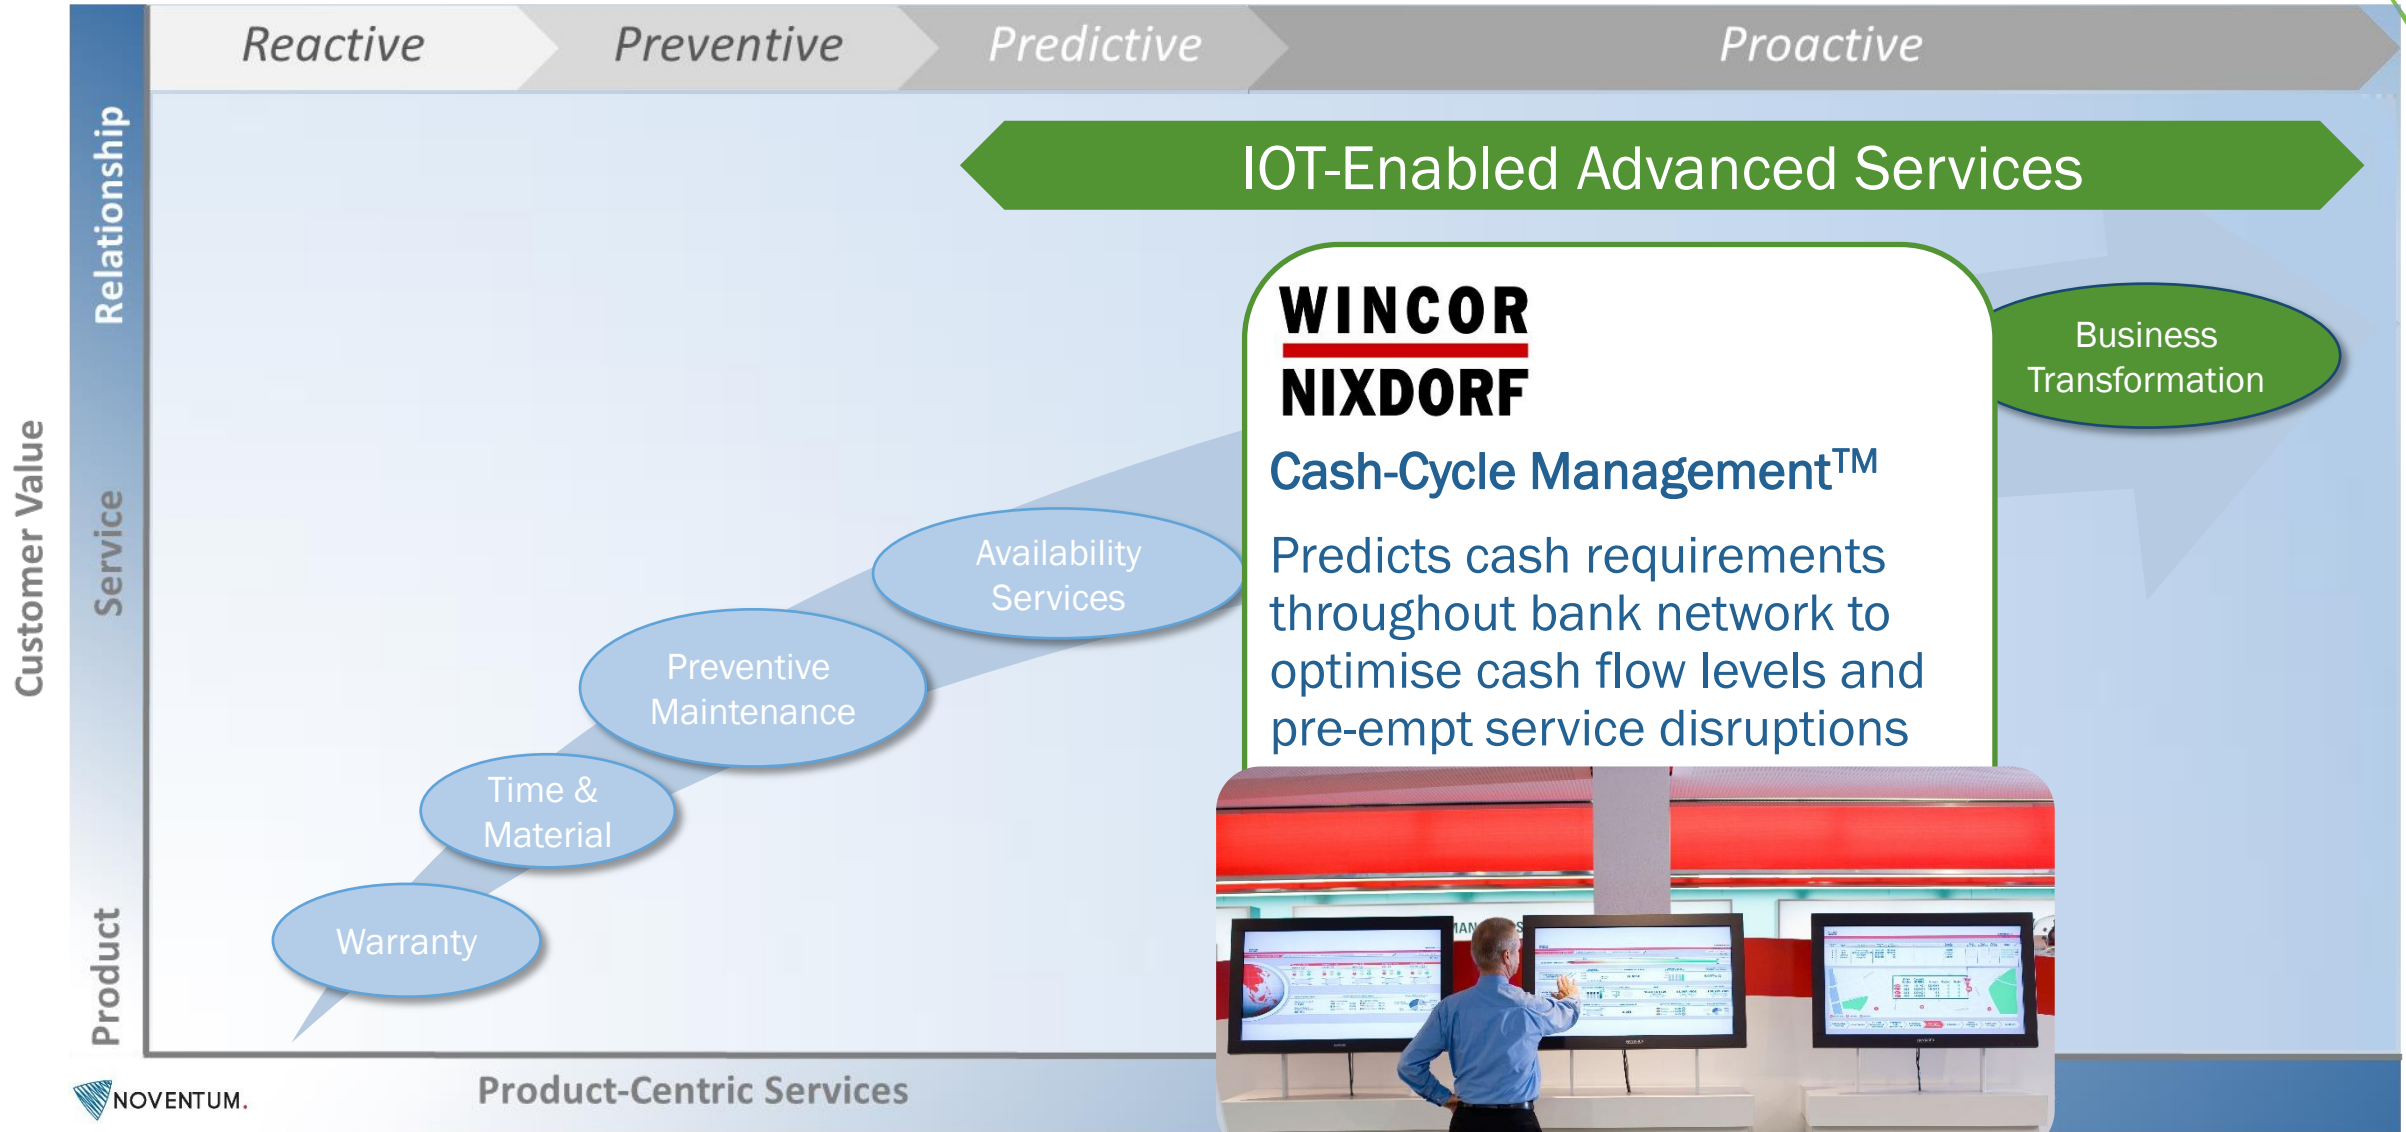 Reactive
Preventive
Predictive
Proactive
IOT-Enabled Advanced Services
Customer Value
Relationship
Service
Product
WINCOR
NIXDORF
Cash-Cycle Management™
Predicts cash requirements
throughout bank network to
optimise cash flow levels and
pre-empt service disruptions
Business
Transformation
Availability
Services
Preventive
Maintenance
Time &
Material
Warranty
Product-Centric Services
NOVENTUM.